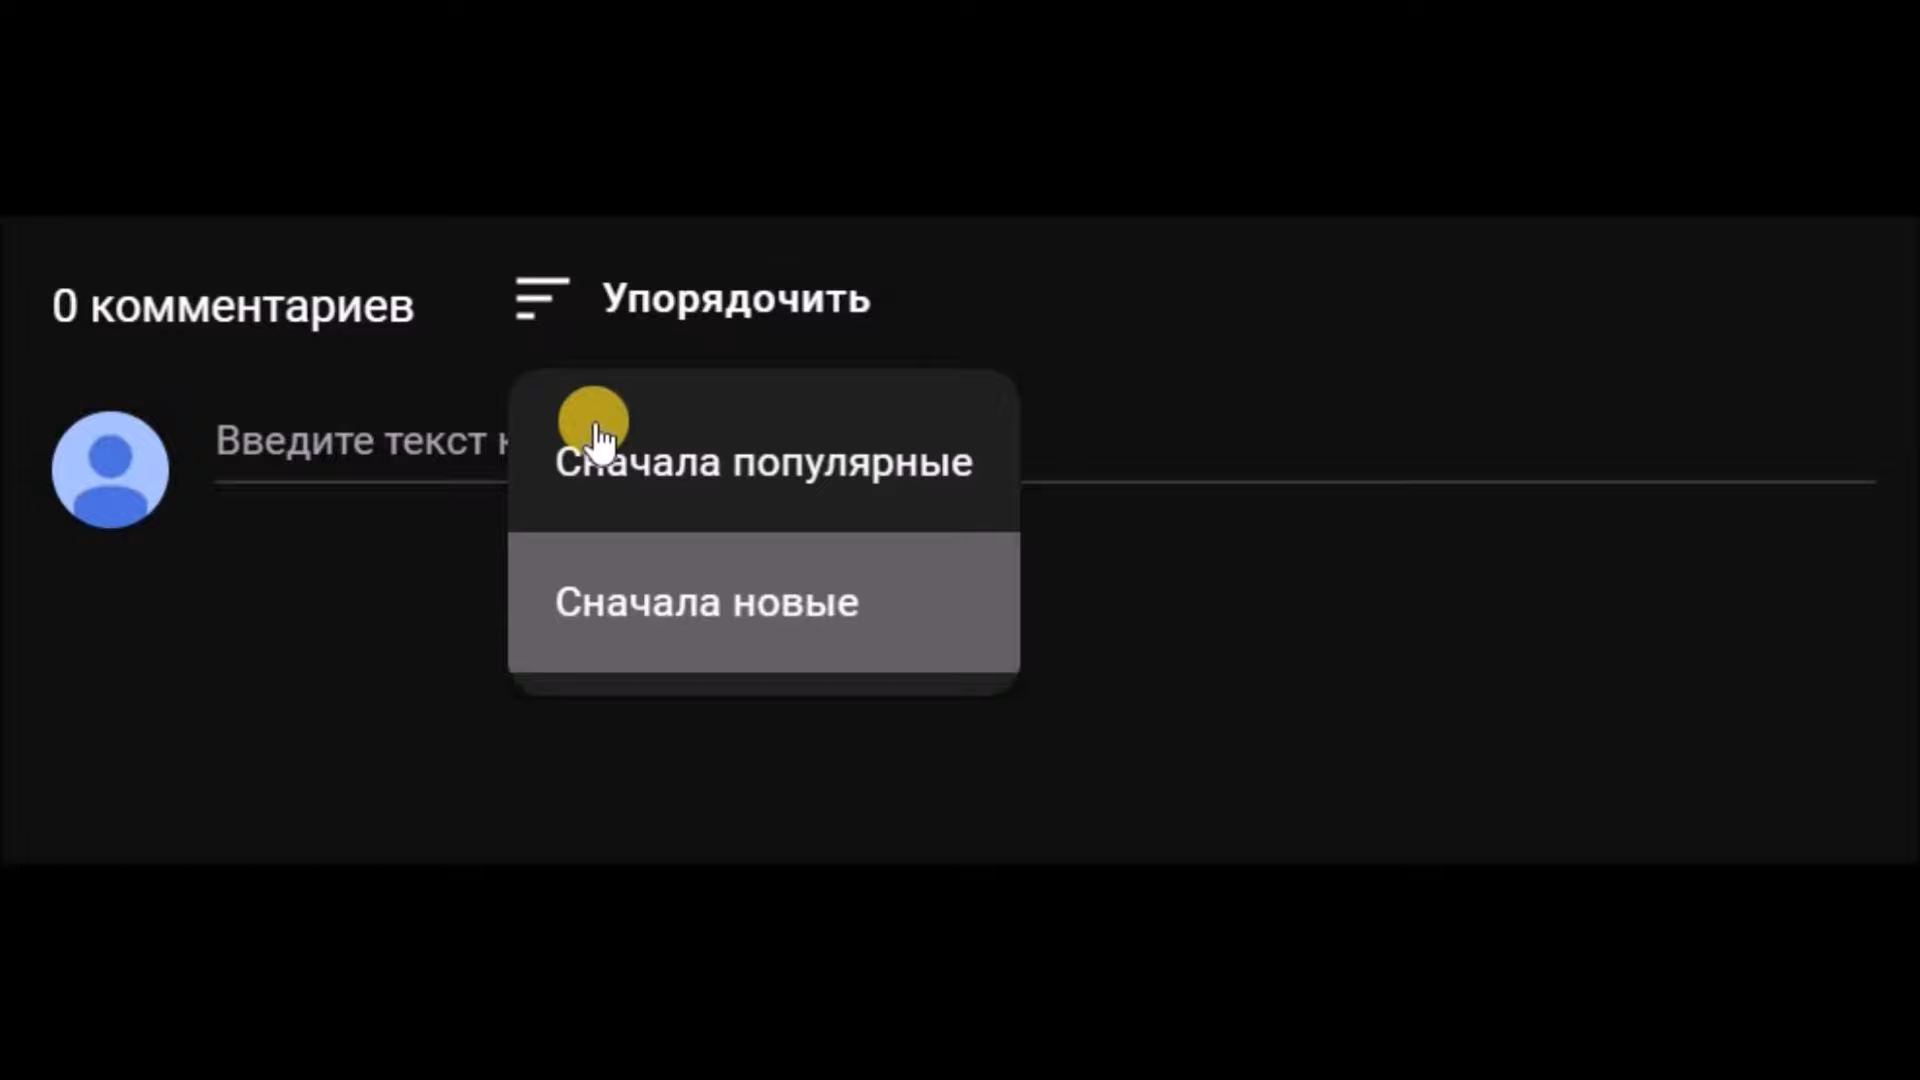 0 комментариев
Упорядочить
Введите текст
Сначала популярные
Сначала новые